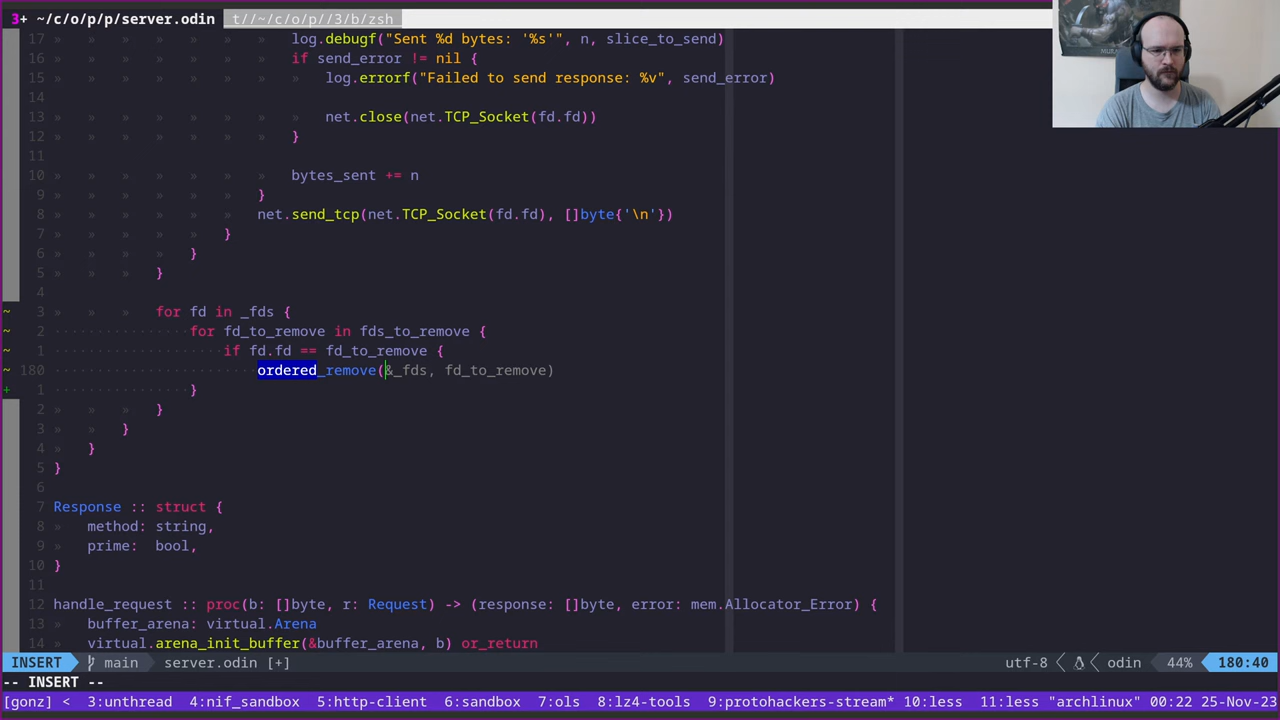 3+ ~/c/o/p/p/server.odin t//~/c/o/p//3/b/zsh
17 » » » » » » » log.debugf("Sent %d bytes: '%s'", n, slice_to_send)
16 » » » » » » » if send_error != nil {
15 » » » » » » » » log.errorf("Failed to send response: %v", send_error)
14
13 » » » » » » » » net.close(net.TCP_Socket(fd.fd))
12 » » » » » » » }
11
10 » » » » » » » bytes_sent += n
9 » » » » » » }
8 » » » » » » net.send_tcp(net.TCP_Socket(fd.fd), []byte{'\n'})
7 » » » » » }
6 » » » » }
5 » » » }
4
~ 3 » » » for fd in _fds {
~ 2 ················for fd_to_remove in fds_to_remove {
~ 1 ····················if fd.fd == fd_to_remove {
~ 180 ························ordered_remove(&_fds, fd_to_remove)
+ 1 ················}
2 » » » }
3 » » }
4 » }
5 }
6
7 Response :: struct {
8 » method: string,
9 » prime: bool,
10 }
11
12 handle_request :: proc(b: []byte, r: Request) -> (response: []byte, error: mem.Allocator_Error) {
13 » buffer_arena: virtual.Arena
14 » virtual.arena_init_buffer(&buffer_arena, b) or_return
INSERT main server.odin [+] utf-8 odin 44% 180:40
-- INSERT --
[gonz] < 3:unthread 4:nif_sandbox 5:http-client 6:sandbox 7:ols 8:lz4-tools 9:protohackers-stream* 10:less 11:less "archlinux" 00:22 25-Nov-23